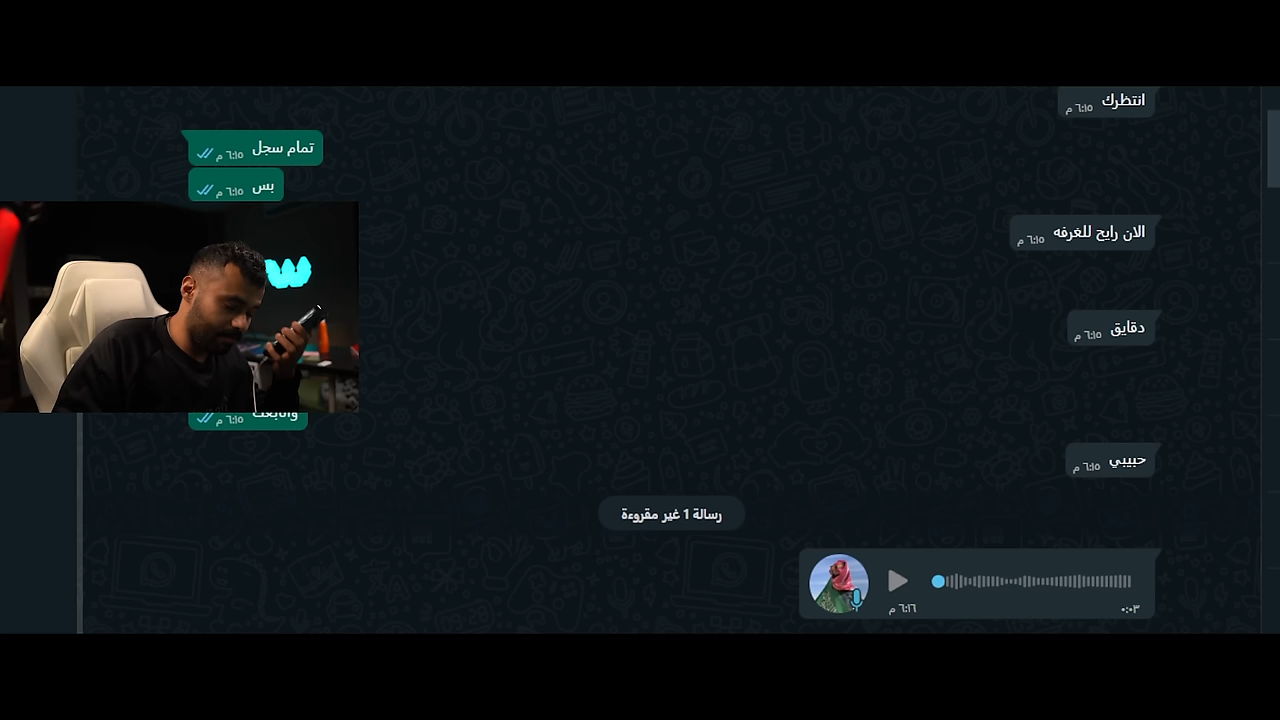 انتظرك ٦:١٥ م
تمام سجل ٦:١٥ م
بس ٦:١٥ م
الان رايح للغرفه ٦:١٥ م
دقايق ٦:١٥ م
٦:١٥ م
حبيبي ٦:١٥ م
رسالة 1 غير مقروءة
٦:١٦ م
٠:٠٣